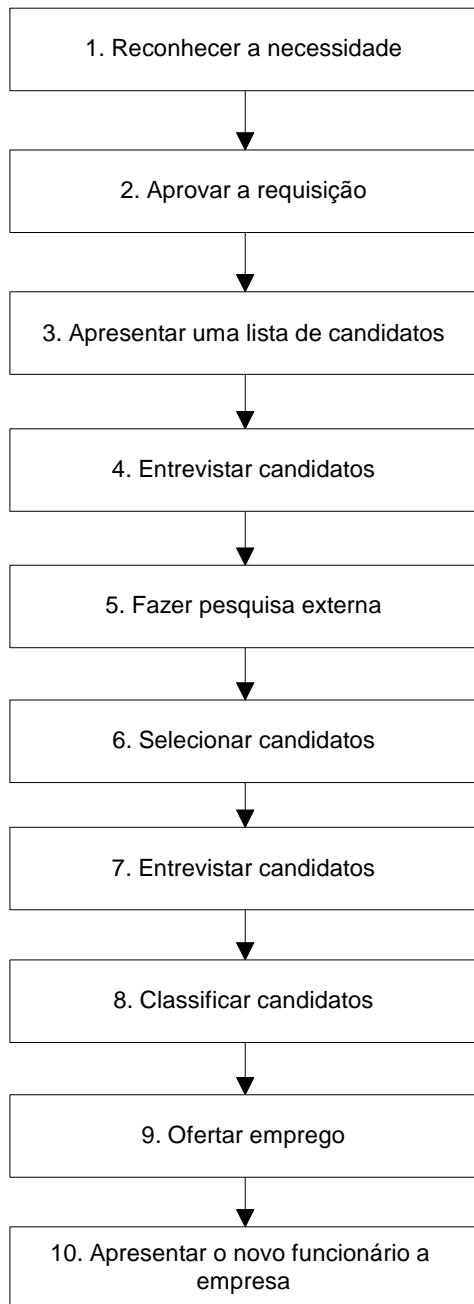 1. Reconhecer a necessidade
2. Aprovar a requisição
3. Apresentar uma lista de candidatos
4. Entrevistar candidatos
5. Fazer pesquisa externa
6. Selecionar candidatos
7. Entrevistar candidatos
8. Classificar candidatos
9. Ofertar emprego
10. Apresentar o novo funcionário a
empresa